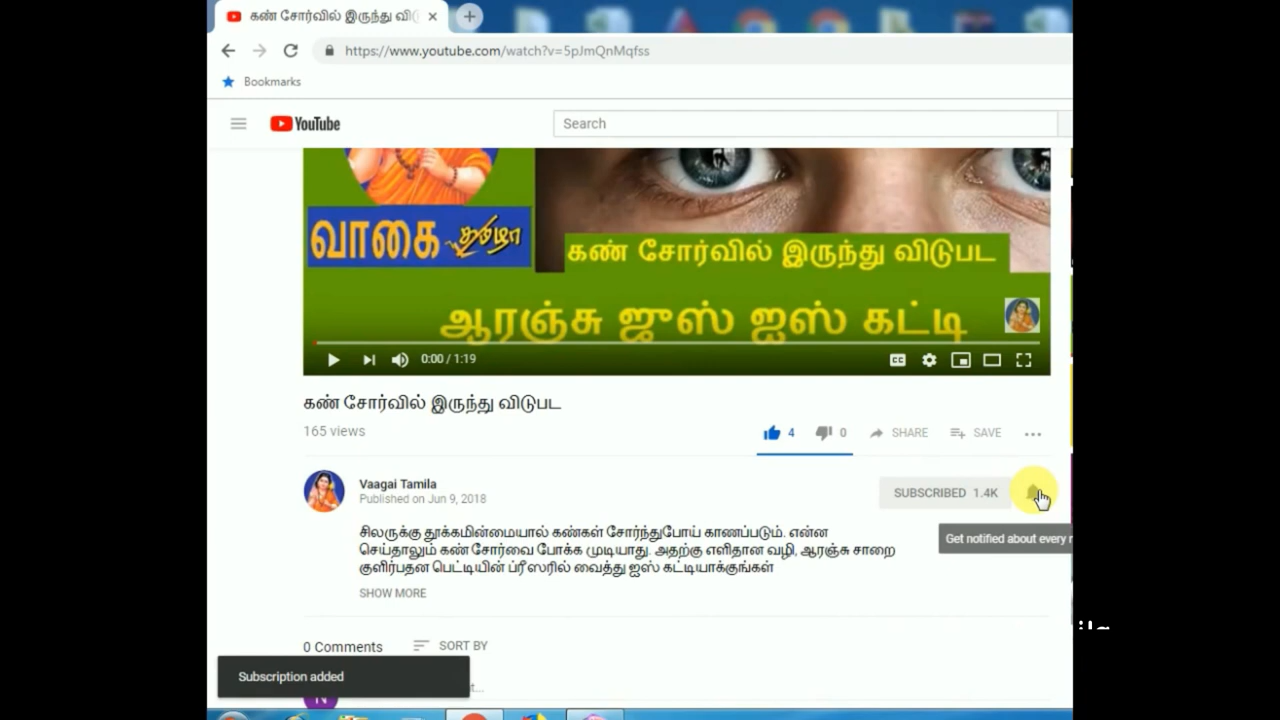 கண் சோர்வில் இருந்து விடு
https://www.youtube.com/watch?v=5pJmQnMqfss
Bookmarks
YouTube
Search
வாகை தமிழா
கண் சோர்வில் இருந்து விடுபட
ஆரஞ்சு ஜுஸ் ஐஸ் கட்டி
0:00 / 1:19
CC
கண் சோர்வில் இருந்து விடுபட
165 views
4
0
SHARE
SAVE
Vaagai Tamila
SUBSCRIBED 1.4K
Published on Jun 9, 2018
Get notified about every
சிலருக்கு தூக்கமின்மையால் கண்கள் சோர்ந்துபோய் காணப்படும். என்ன
செய்தாலும் கண் சோர்வை போக்க முடியாது. அதற்கு எளிதான வழி, ஆரஞ்சு சாறை
குளிர்பதன பெட்டியின் ப்ரீஸரில் வைத்து ஐஸ் கட்டியாக்குங்கள்
SHOW MORE
0 Comments
SORT BY
Subscription added
N